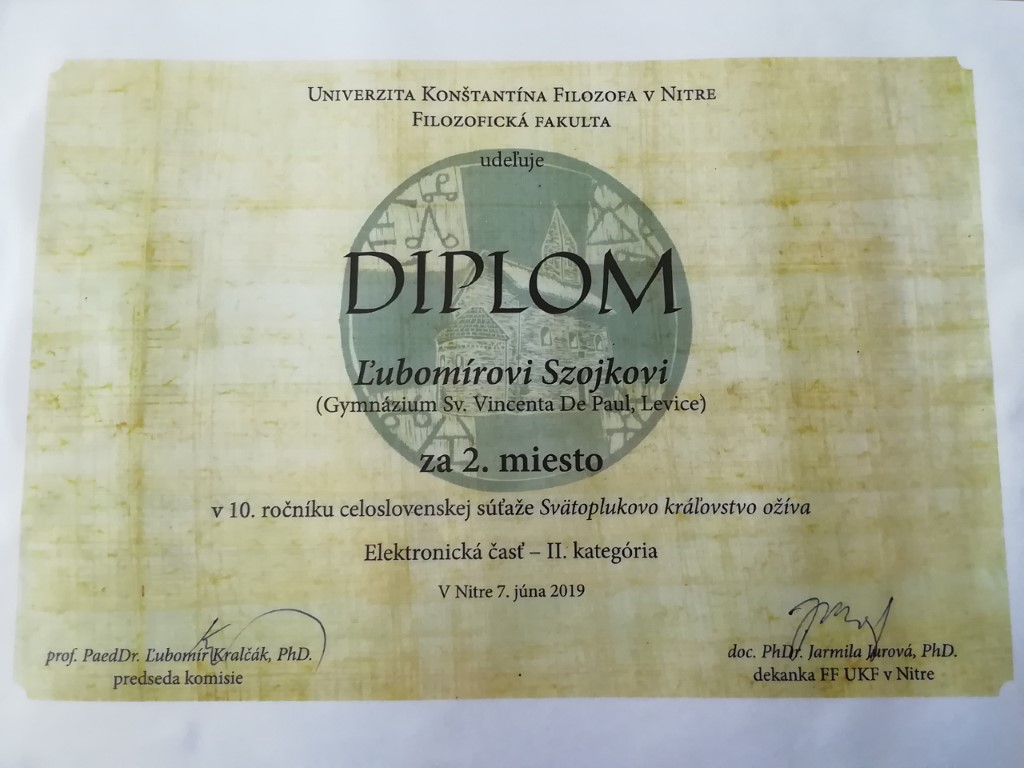 Univerzita Konštantína Filozofa v Nitre
Filozofická fakulta
udeľuje
DIPLOM
Ľubomírovi Szojkovi
(Gymnázium Sv. Vincenta De Paul, Levice)
za 2. miesto
v 10. ročníku celoslovenskej súťaže Svätoplukovo kráľovstvo ožíva
Elektronická časť – II. kategória
V Nitre 7. júna 2019
prof. PaedDr. Ľubomír Kralčák, PhD.
predseda komisie
doc. PhDr. Jarmila Jurová, PhD.
dekanka FF UKF v Nitre